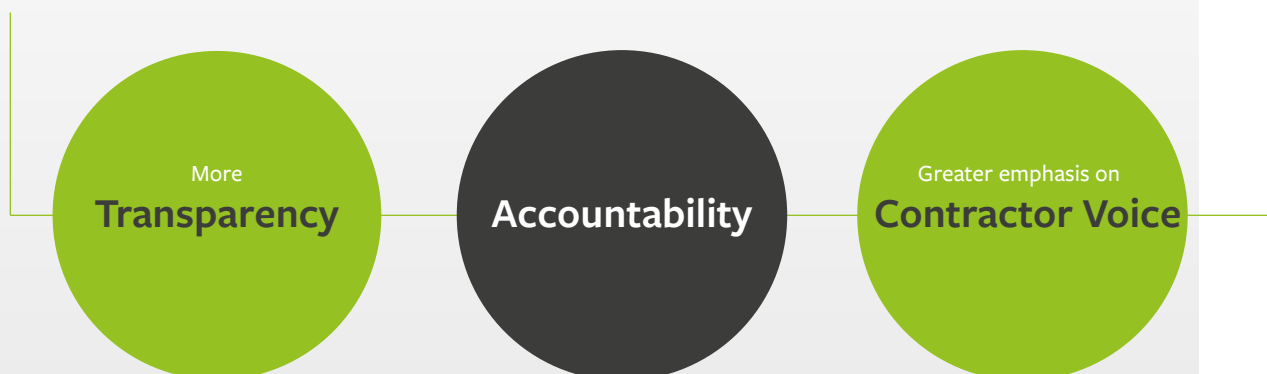 More
Transparency
Accountability
Greater emphasis on
Contractor Voice